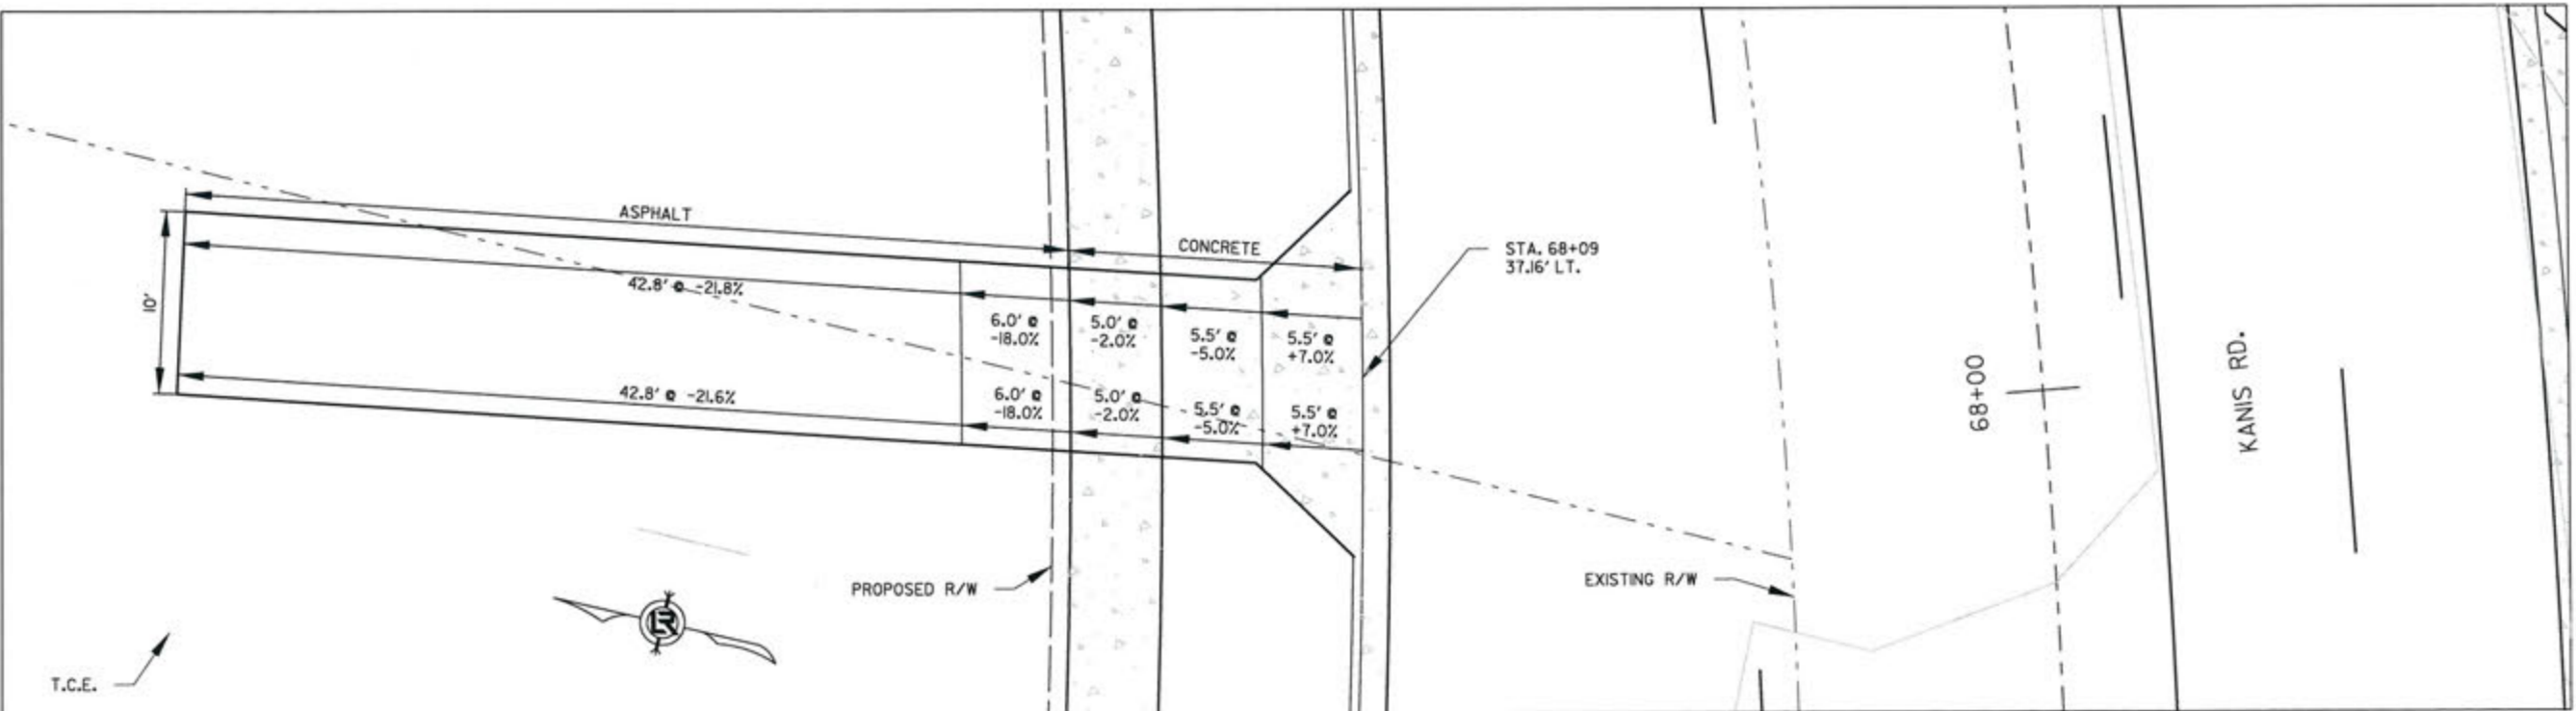 ASPHALT
CONCRETE
STA. 68+09
37.16' LT.
10'
42.8' @ -21.8%
6.0' @
-18.0%
5.0' @
-2.0%
5.5' @
-5.0%
5.5' @
+7.0%
42.8' @ -21.6%
6.0' @
-18.0%
5.0' @
-2.0%
5.5' @
-5.0%
5.5' @
+7.0%
68+00
KANIS RD.
PROPOSED R/W
EXISTING R/W
LR
T.C.E.